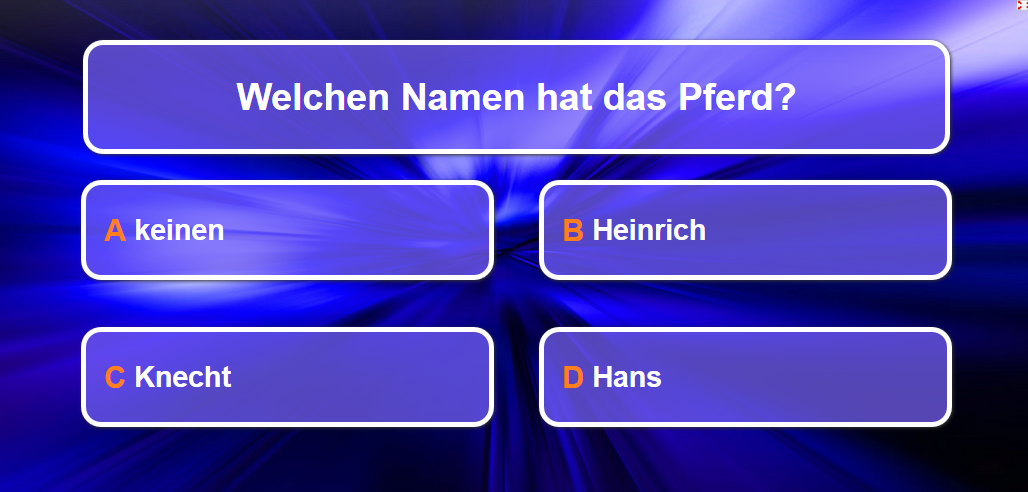 Welchen Namen hat das Pferd?
A keinen
B Heinrich
C Knecht
D Hans